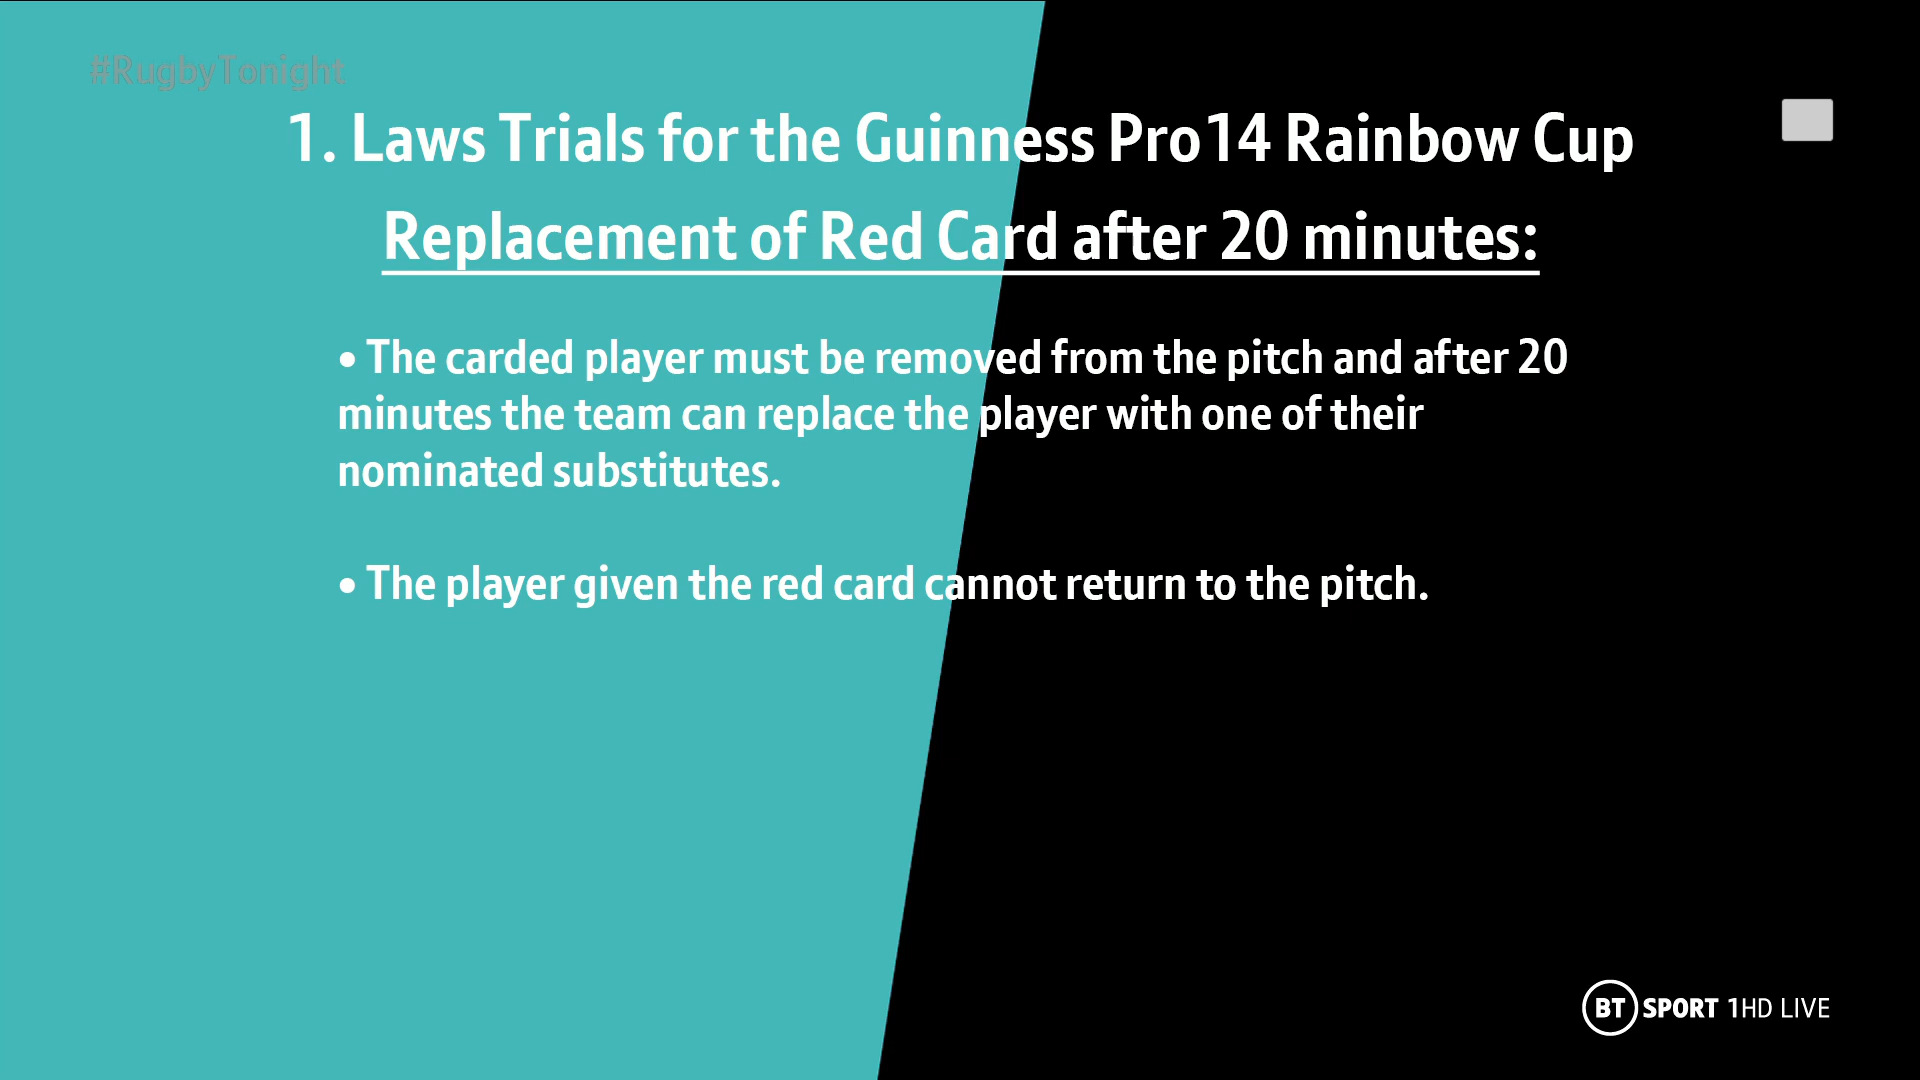 #RugbyTonight
1. Laws Trials for the Guinness Pro14 Rainbow Cup
Replacement of Red Card after 20 minutes:
• The carded player must be removed from the pitch and after 20
minutes the team can replace the player with one of their
nominated substitutes.
• The player given the red card cannot return to the pitch.
BT SPORT 1HD LIVE